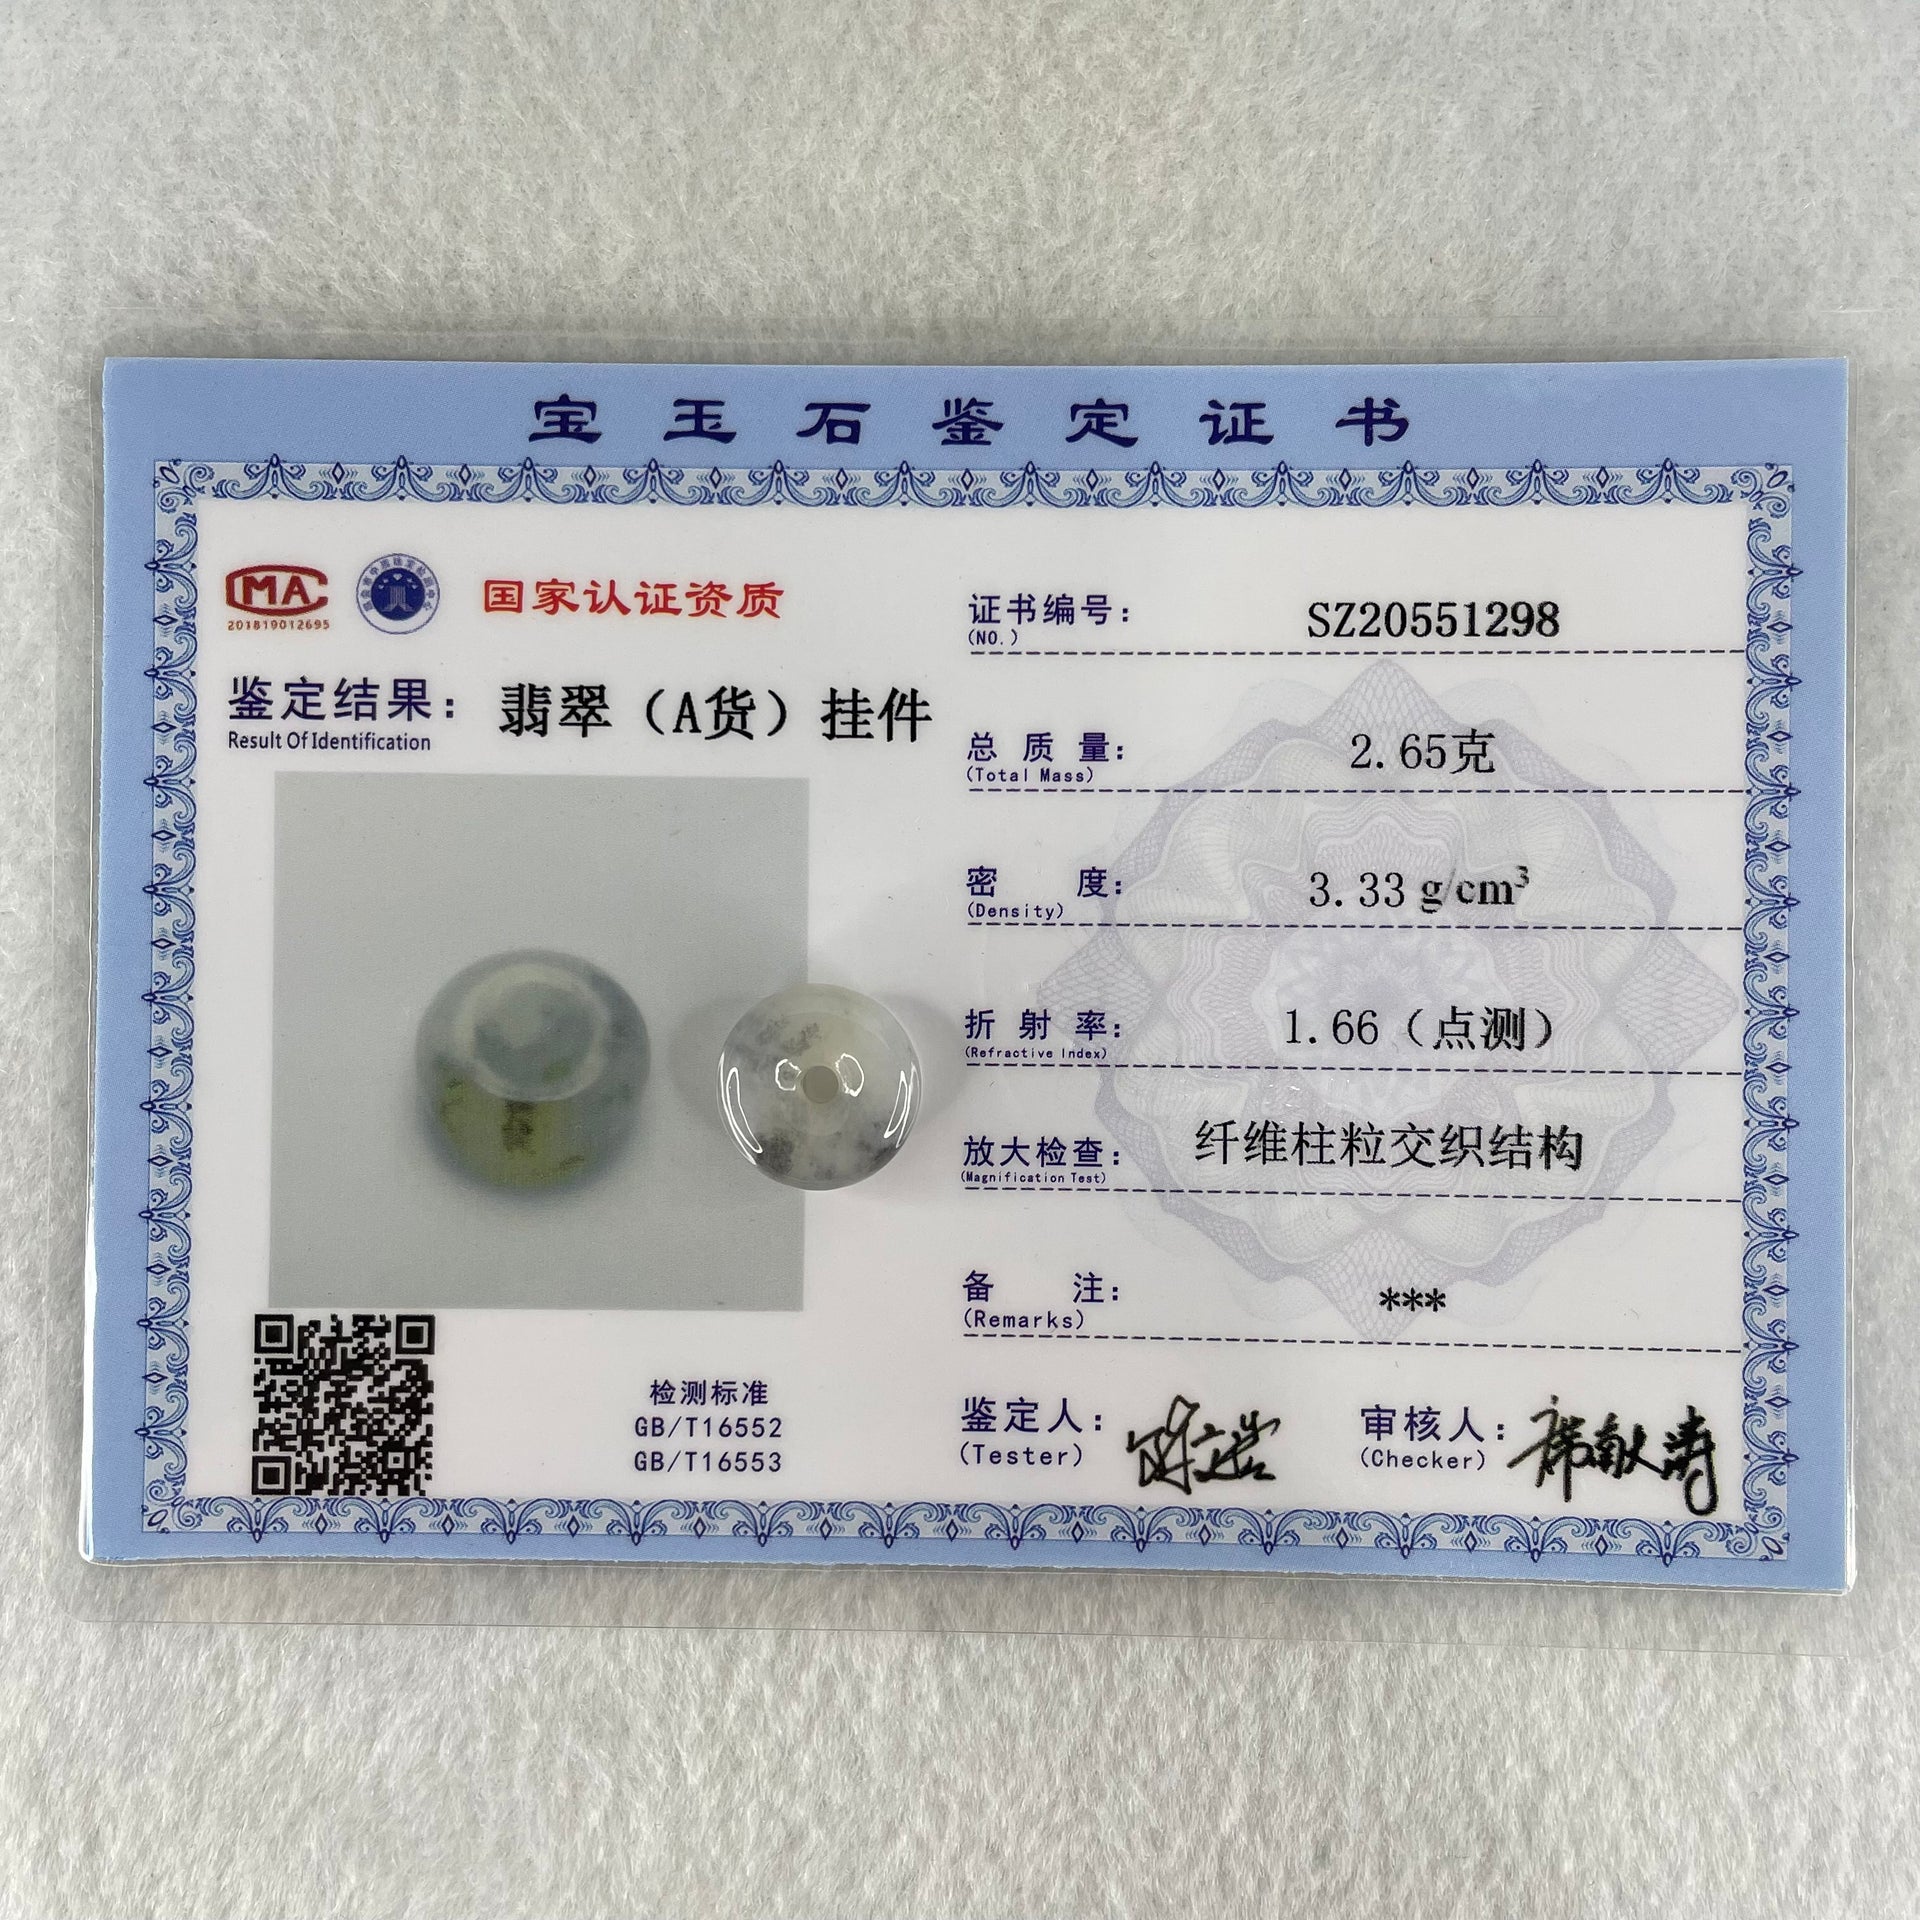 宝玉石鉴定证书
CMA
201819012695
国家认证资质
鉴定结果：翡翠（A货）挂件
Result Of Identification
检测标准
GB/T16552
GB/T16553
证书编号： SZ20551298
(NO.)
总质量： 2.65克
(Total Mass)
密度： 3.33 g/cm³
(Density)
折射率： 1.66（点测）
(Refractive Index)
放大检查： 纤维柱粒交织结构
(Magnification Test)
备注： ***
(Remarks)
鉴定人：
(Tester)
审核人：
(Checker)